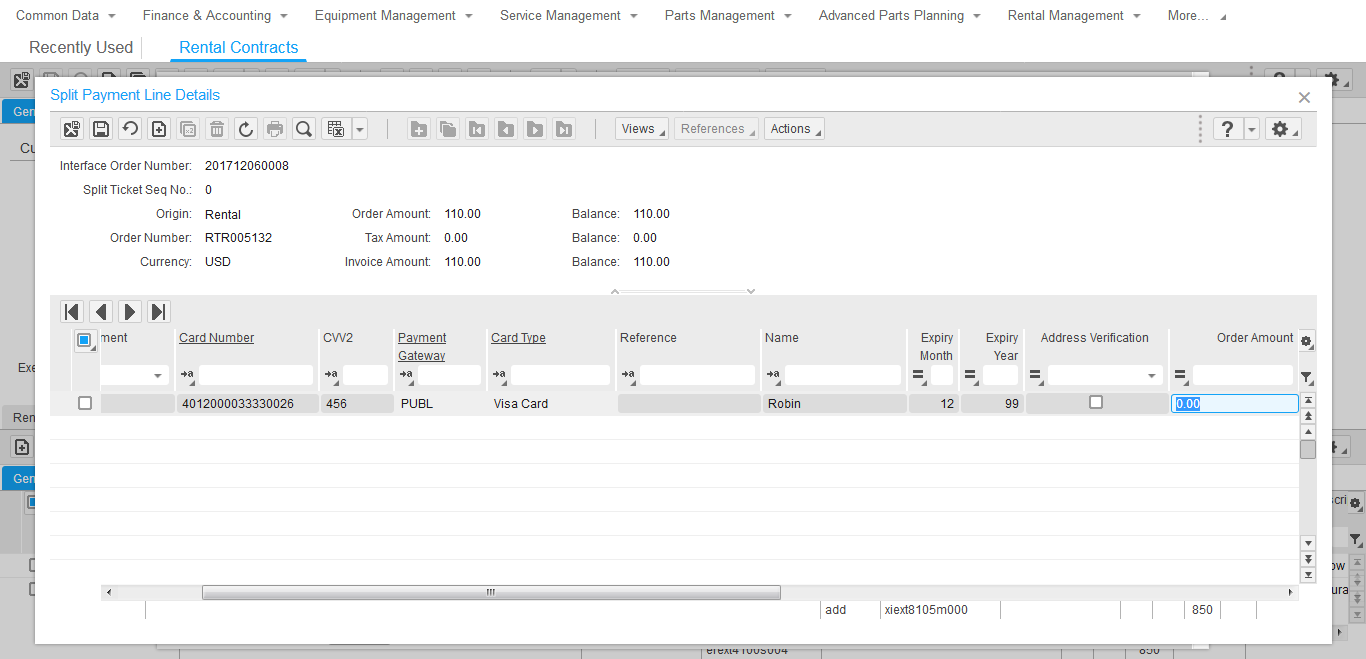 Common Data
Finance & Accounting
Equipment Management
Service Management
Parts Management
Advanced Parts Planning
Rental Management
More...
Recently Used
Rental Contracts
Split Payment Line Details
Views
References
Actions
?
Interface Order Number: 201712060008
Split Ticket Seq No.: 0
Origin: Rental Order Amount: 110.00 Balance: 110.00
Order Number: RTR005132 Tax Amount: 0.00 Balance: 0.00
Currency: USD Invoice Amount: 110.00 Balance: 110.00
ment
Card Number
CVV2
Payment
Gateway
Card Type
Reference
Name
Expiry
Month
Expiry
Year
Address Verification
Order Amount
4012000033330026 456 PUBL Visa Card Robin 12 99 0.00
add xiext8105m000 850
Gen
Cu
Exe
Ren
Gen
scri
ow
ura
erext4100s004 850